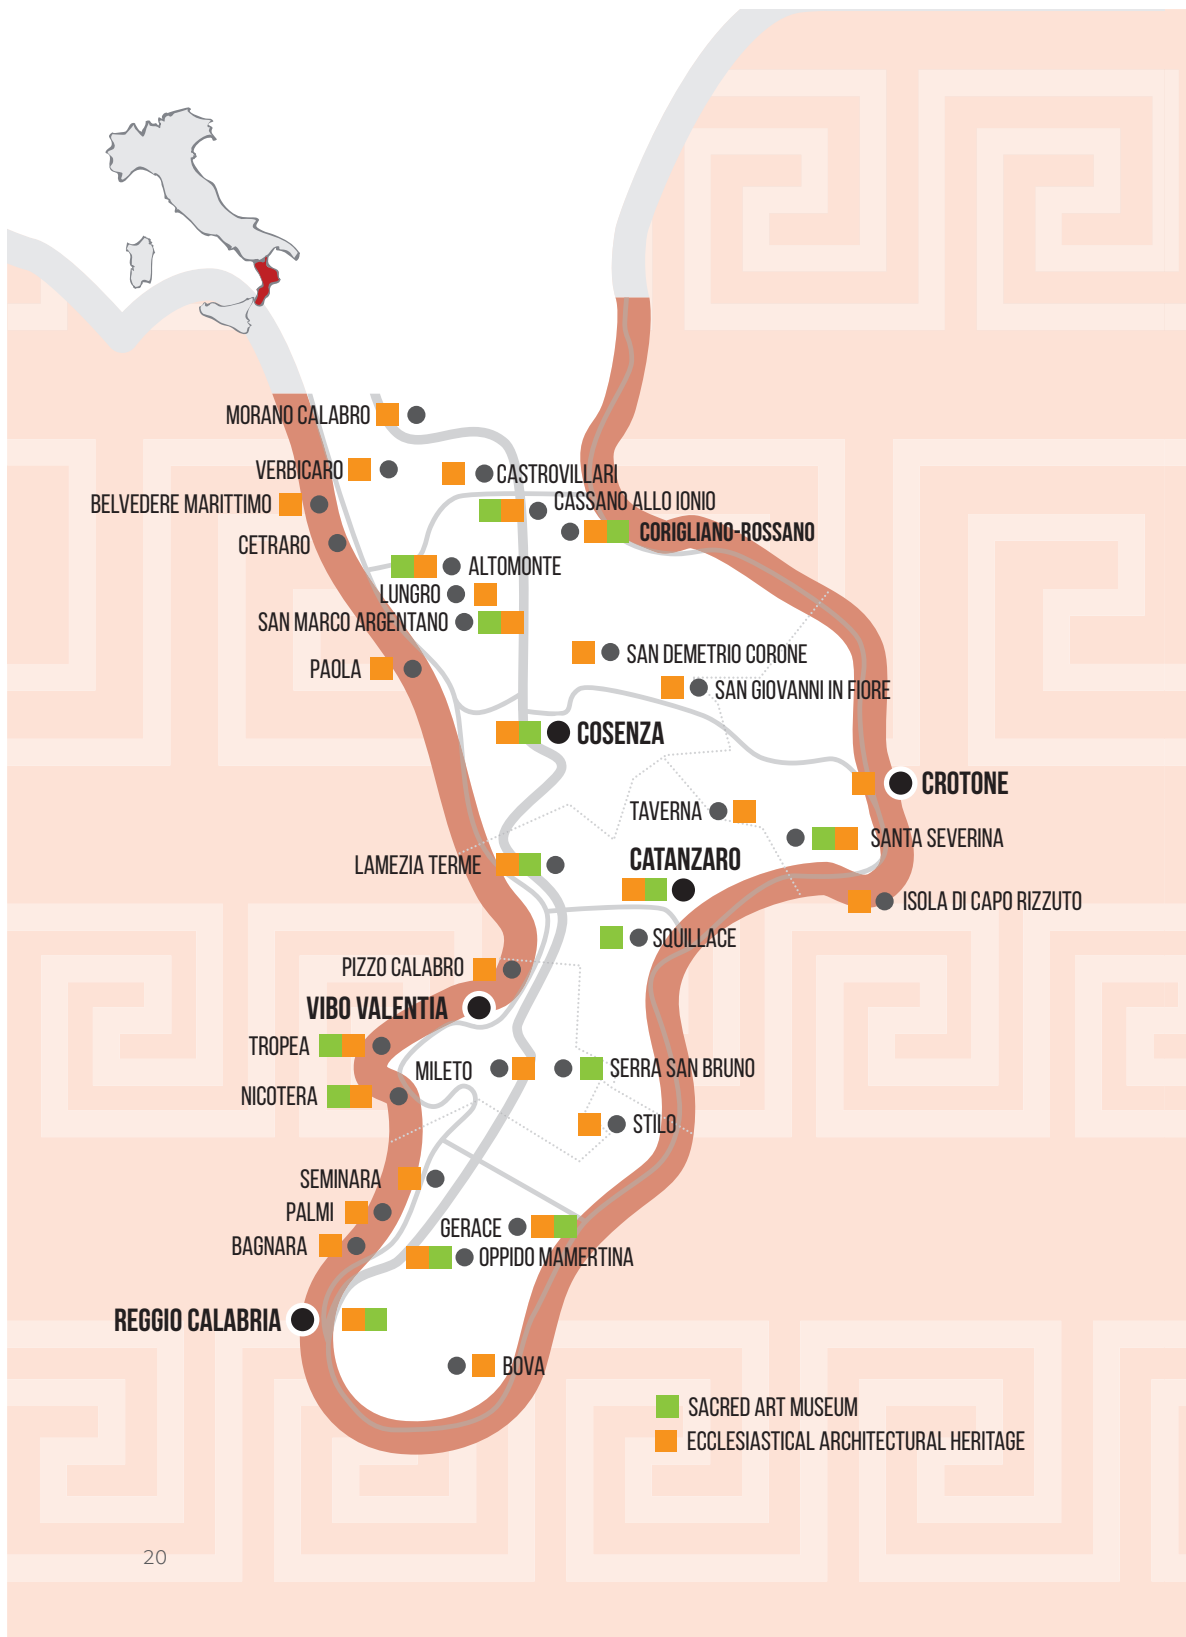 MORANO CALABRO
VERBICARO
CASTROVILLARI
BELVEDERE MARITTIMO
CASSANO ALLO IONIO
CORIGLIANO-ROSSANO
CETRARO
ALTOMONTE
LUNGRO
SAN MARCO ARGENTANO
SAN DEMETRIO CORONE
PAOLA
SAN GIOVANNI IN FIORE
COSENZA
CROTONE
TAVERNA
SANTA SEVERINA
CATANZARO
LAMEZIA TERME
ISOLA DI CAPO RIZZUTO
SQUILLACE
PIZZO CALABRO
VIBO VALENTIA
TROPEA
MILETO
SERRA SAN BRUNO
NICOTERA
STILO
SEMINARA
PALMI
GERACE
BAGNARA
OPPIDO MAMERTINA
REGGIO CALABRIA
BOVA
SACRED ART MUSEUM
ECCLESIASTICAL ARCHITECTURAL HERITAGE
20